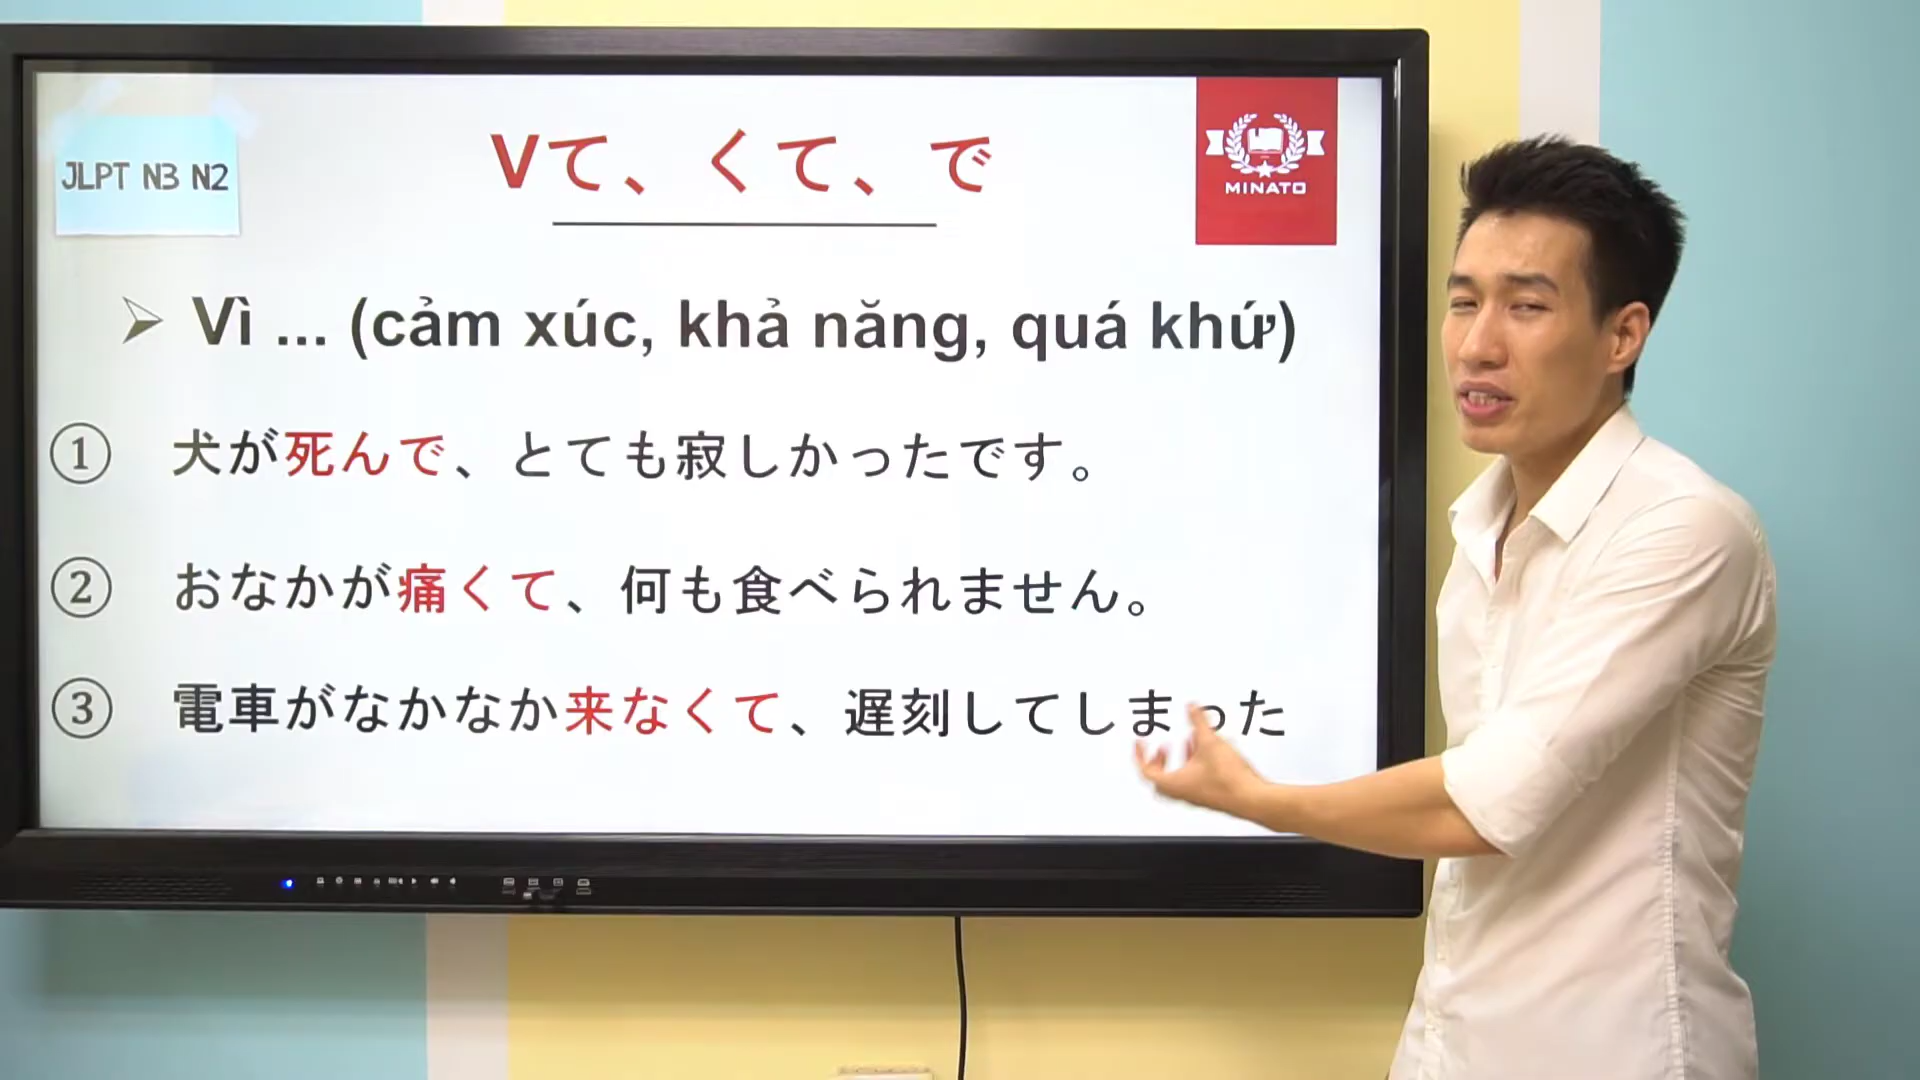 JLPT N3 N2
Vて、くて、で
MINATO
➢ Vì ... (cảm xúc, khả năng, quá khứ)
① 犬が死んで、とても寂しかったです。
② おなかが痛くて、何も食べられません。
③ 電車がなかなか来なくて、遅刻してしまった